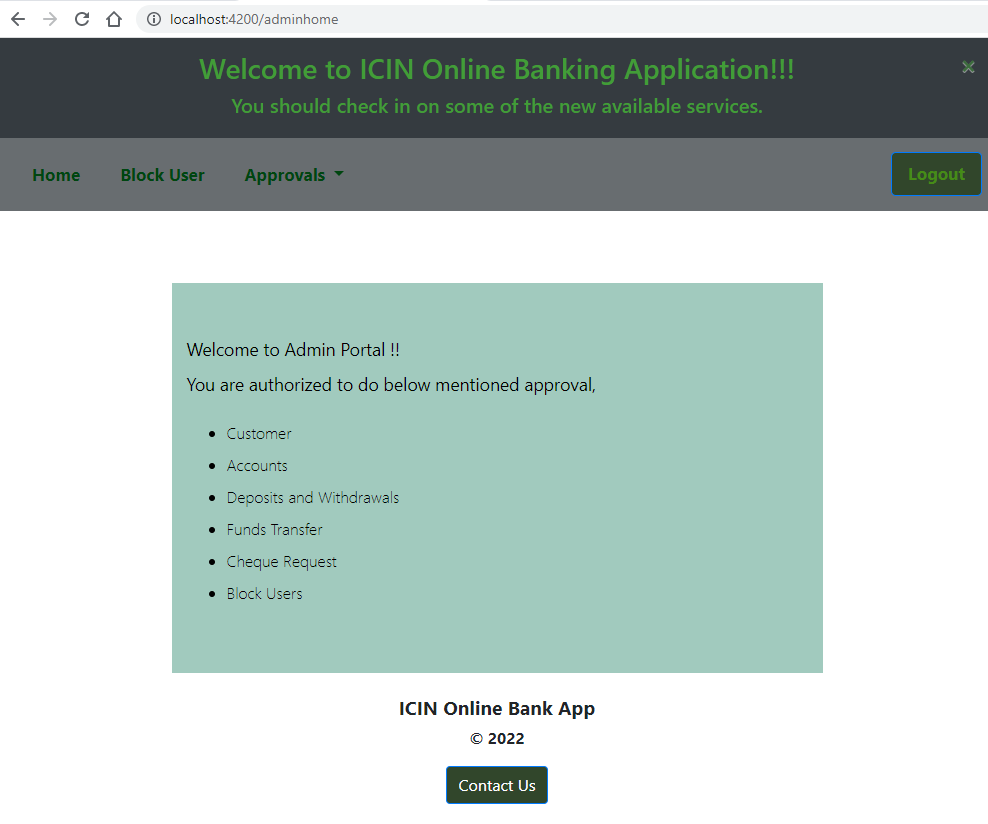 localhost:4200/adminhome
Welcome to ICIN Online Banking Application!!!
×
You should check in on some of the new available services.
Home Block User Approvals Logout
Welcome to Admin Portal !!
You are authorized to do below mentioned approval,
• Customer
• Accounts
• Deposits and Withdrawals
• Funds Transfer
• Cheque Request
• Block Users
ICIN Online Bank App
© 2022
Contact Us